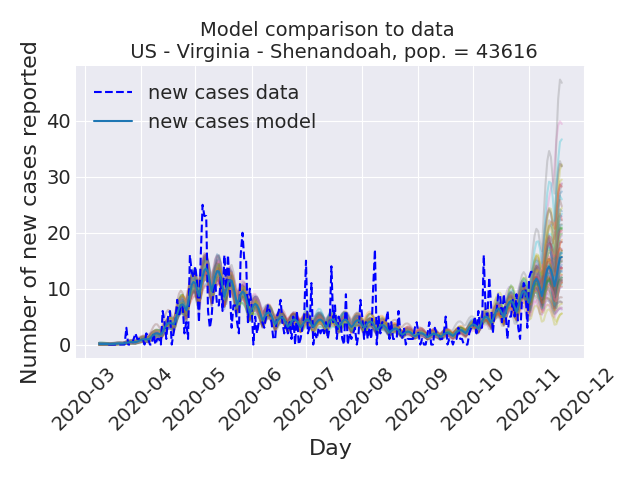 Model comparison to data
US - Virginia - Shenandoah, pop. = 43616
Number of new cases reported
new cases data
new cases model
40
30
20
10
0
2020-03
2020-04
2020-05
2020-06
2020-07
2020-08
2020-09
2020-10
2020-11
2020-12
Day